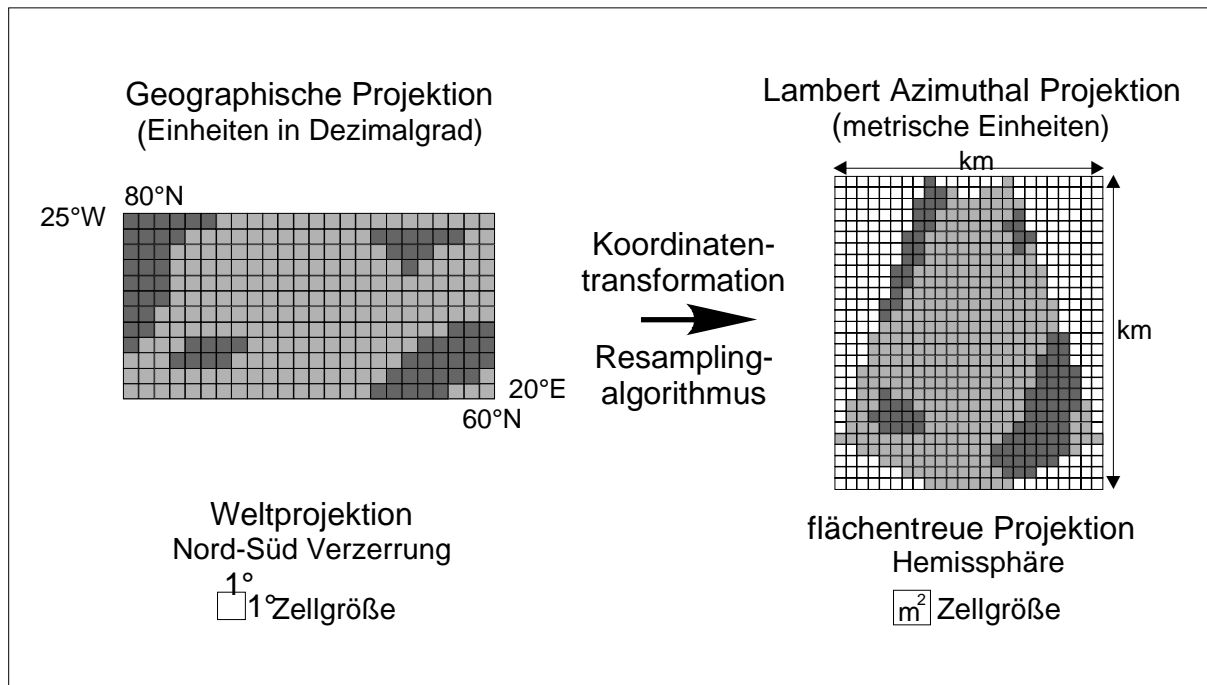 Geographische Projektion
(Einheiten in Dezimalgrad)
80°N
25°W
20°E
60°N
Weltprojektion
Nord-Süd Verzerrung
1°
1°Zellgröße
Koordinaten-
transformation
Resampling-
algorithmus
Lambert Azimuthal Projektion
(metrische Einheiten)
km
km
flächentreue Projektion
Hemissphäre
m² Zellgröße